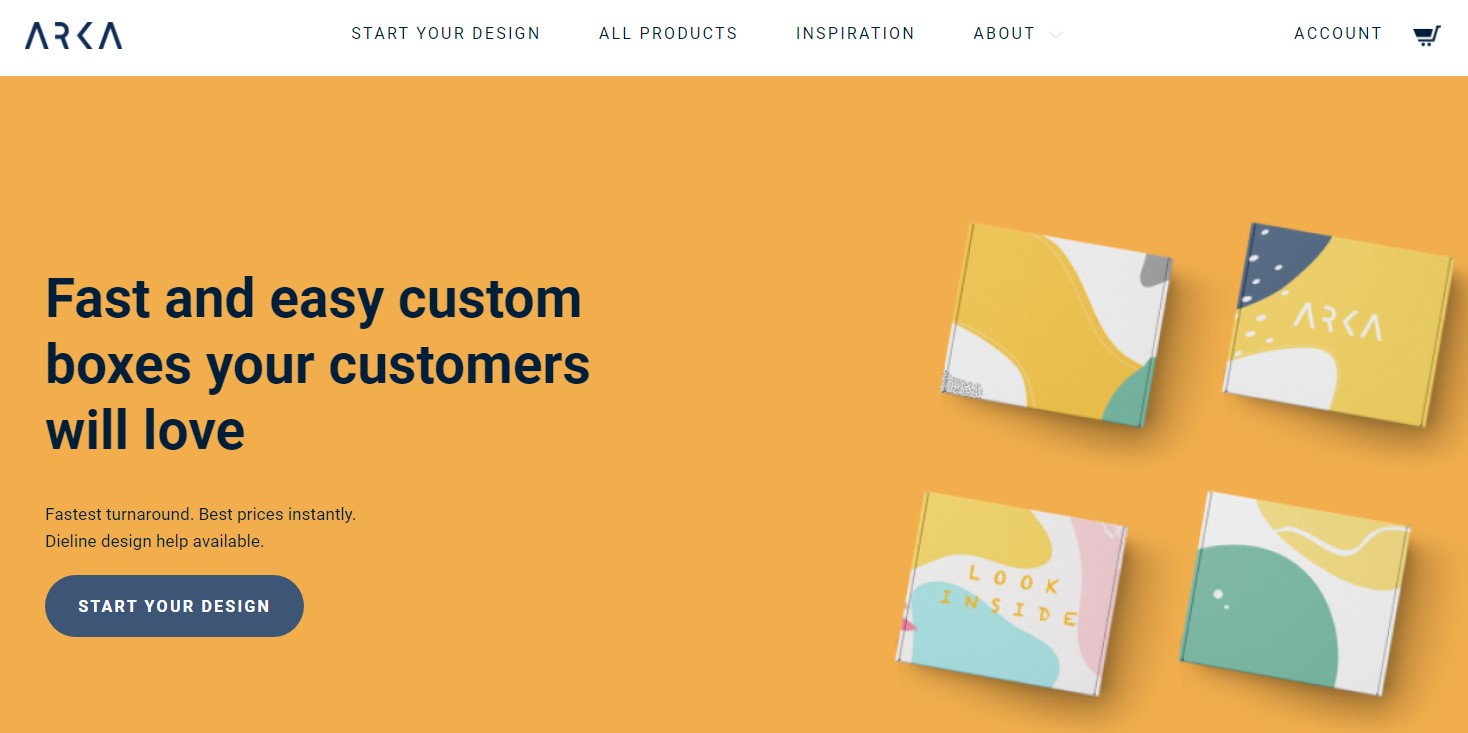 ARKA
START YOUR DESIGN
ALL PRODUCTS
INSPIRATION
ABOUT
ACCOUNT
Fast and easy custom
boxes your customers
will love
Fastest turnaround. Best prices instantly.
Dieline design help available.
START YOUR DESIGN
ARKA
LOOK
INSIDE